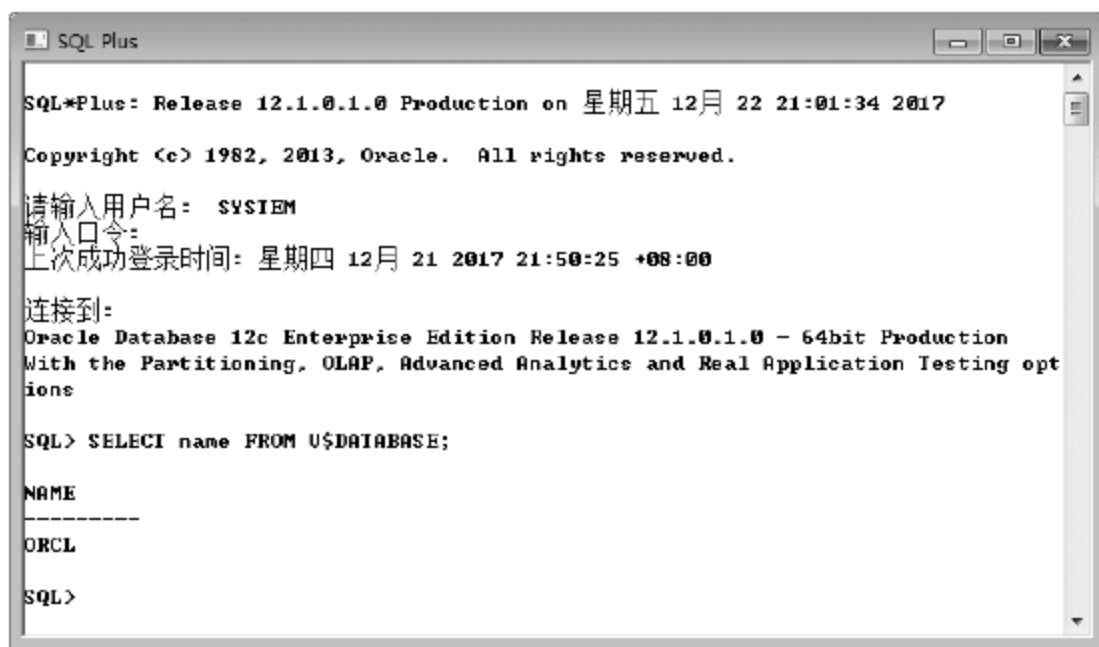 SQL Plus
SQL*Plus: Release 12.1.0.1.0 Production on 星期五 12月 22 21:01:34 2017
Copyright (c) 1982, 2013, Oracle.  All rights reserved.
请输入用户名:  SYSTEM
输入口令:
上次成功登录时间: 星期四 12月 21 2017 21:50:25 +08:00
连接到:
Oracle Database 12c Enterprise Edition Release 12.1.0.1.0 - 64bit Production
With the Partitioning, OLAP, Advanced Analytics and Real Application Testing opt
ions
SQL> SELECT name FROM V$DATABASE;
NAME
---------
ORCL
SQL>